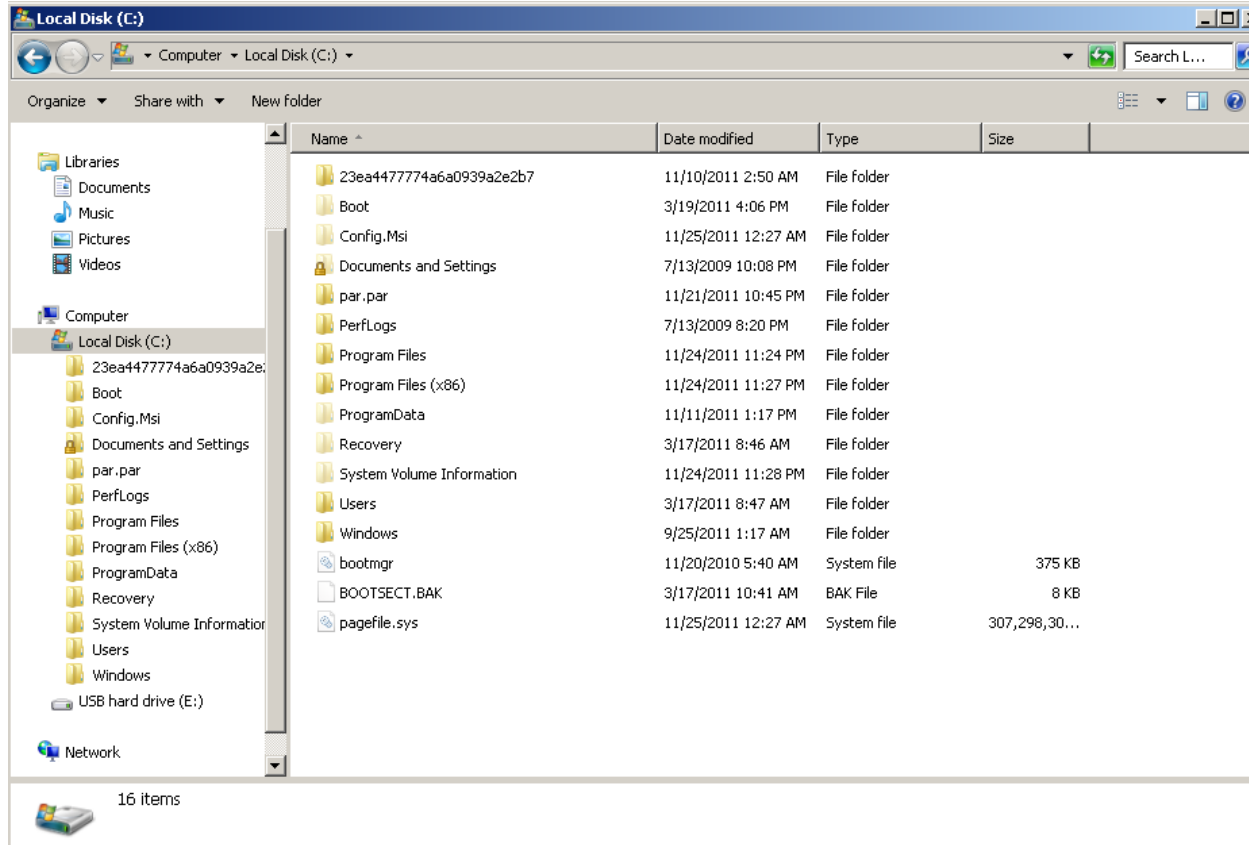 Local Disk (C:)
Computer Local Disk (C:) Search L...
Organize Share with New folder
Libraries
Documents
Music
Pictures
Videos
Computer
Local Disk (C:)
23ea4477774a6a0939a2e
Boot
Config.Msi
Documents and Settings
par.par
PerfLogs
Program Files
Program Files (x86)
ProgramData
Recovery
System Volume Information
Users
Windows
USB hard drive (E:)
Network
Name Date modified Type Size
23ea4477774a6a0939a2e2b7 11/10/2011 2:50 AM File folder
Boot 3/19/2011 4:06 PM File folder
Config.Msi 11/25/2011 12:27 AM File folder
Documents and Settings 7/13/2009 10:08 PM File folder
par.par 11/21/2011 10:45 PM File folder
PerfLogs 7/13/2009 8:20 PM File folder
Program Files 11/24/2011 11:24 PM File folder
Program Files (x86) 11/24/2011 11:27 PM File folder
ProgramData 11/11/2011 1:17 PM File folder
Recovery 3/17/2011 8:46 AM File folder
System Volume Information 11/24/2011 11:28 PM File folder
Users 3/17/2011 8:47 AM File folder
Windows 9/25/2011 1:17 AM File folder
bootmgr 11/20/2010 5:40 AM System file 375 KB
BOOTSECT.BAK 3/17/2011 10:41 AM BAK File 8 KB
pagefile.sys 11/25/2011 12:27 AM System file 307,298,30...
16 items